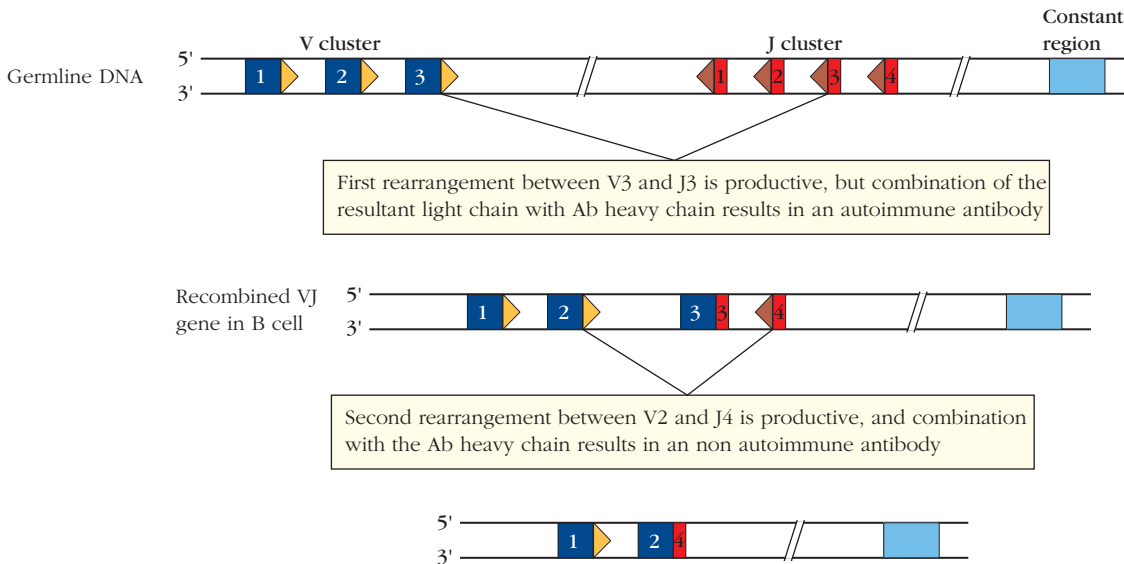 V cluster
J cluster
Constant
region
Germline DNA
5'
3'
1 2 3 1 2 3 4
First rearrangement between V3 and J3 is productive, but combination of the
resultant light chain with Ab heavy chain results in an autoimmune antibody
Recombined VJ
gene in B cell
5'
3'
1 2 3 3 4
Second rearrangement between V2 and J4 is productive, and combination
with the Ab heavy chain results in an non autoimmune antibody
5'
3'
1 2 4